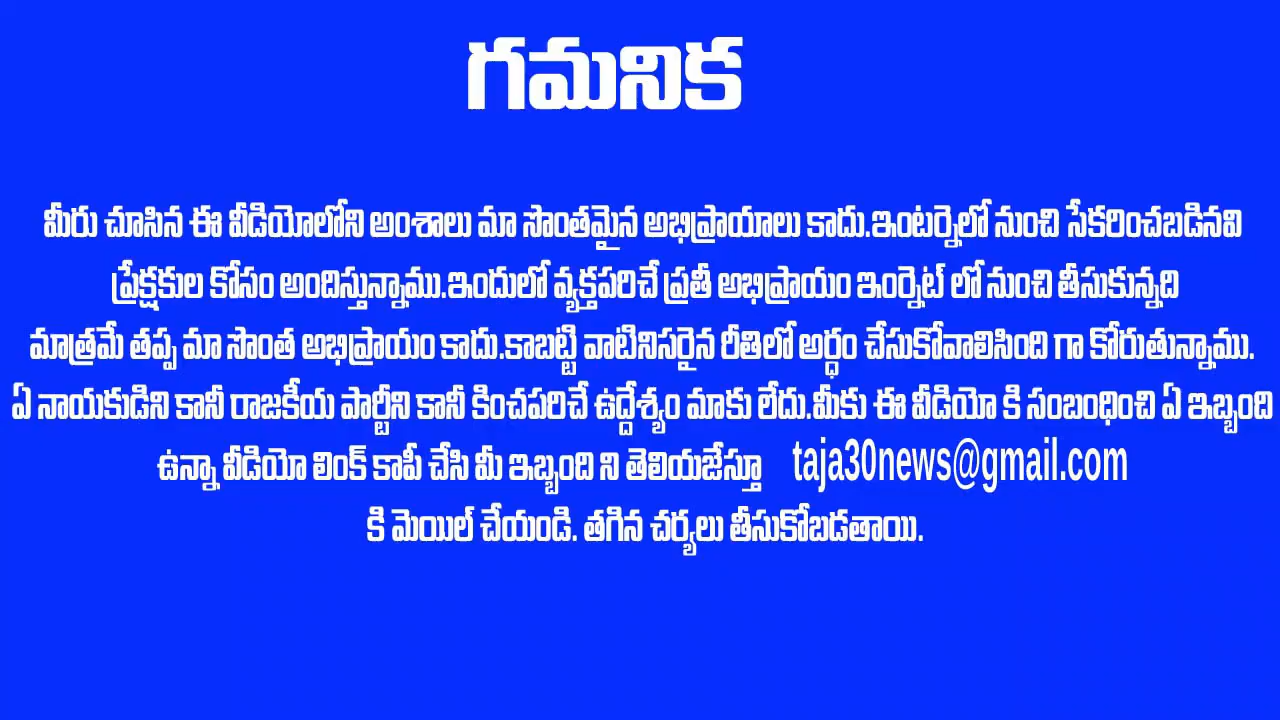 గమనిక
మీరు చూసిన ఈ వీడియోలోని అంశాలు మా సొంతమైన అభిప్రాయాలు కాదు.ఇంటర్నెలో నుంచి సేకరించబడినవి
ప్రేక్షకుల కోసం అందిస్తున్నాము.ఇందులో వ్యక్తపరిచే ప్రతీ అభిప్రాయం ఇంర్నెట్ లో నుంచి తీసుకున్నది
మాత్రమే తప్ప మా సొంత అభిప్రాయం కాదు.కాబట్టి వాటినిసరైన రీతిలో అర్ధం చేసుకోవాలిసింది గా కోరుతున్నాము.
ఏ నాయకుడిని కానీ రాజకీయ పార్టీని కానీ కించపరిచే ఉద్దేశ్యం మాకు లేదు.మీకు ఈ వీడియో కి సంబంధించి ఏ ఇబ్బంది
ఉన్నా వీడియో లింక్ కాపీ చేసి మీ ఇబ్బంది ని తెలియజేస్తూ taja30news@gmail.com
కి మెయిల్ చేయండి. తగిన చర్యలు తీసుకోబడతాయి.